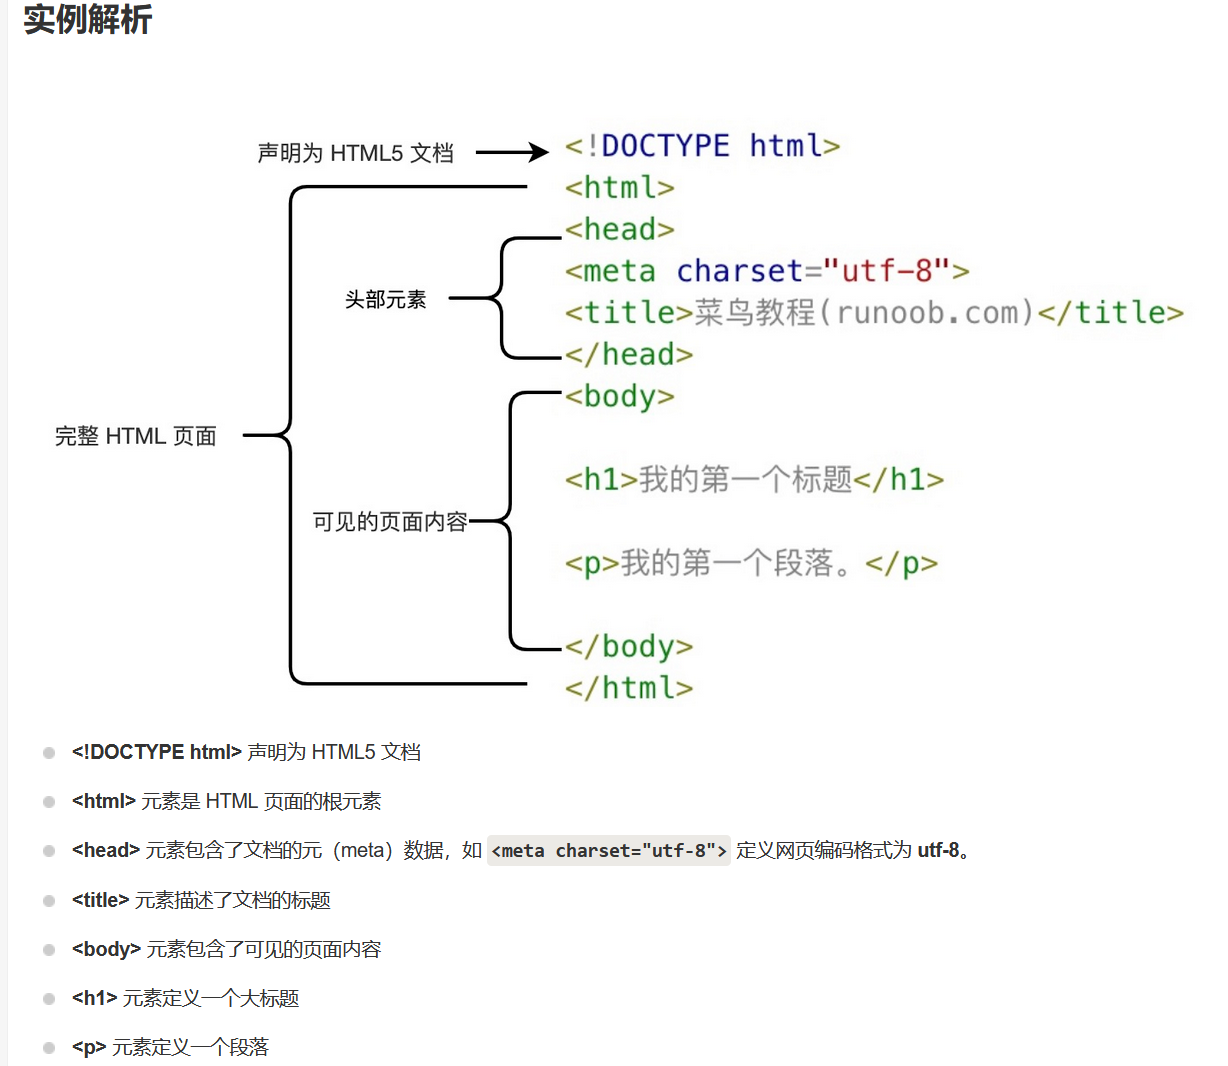 实例解析
声明为 HTML5 文档
<!DOCTYPE html>
<html>
<head>
头部元素
<meta charset="utf-8">
<title>菜鸟教程(runoob.com)</title>
</head>
<body>
完整 HTML 页面
<h1>我的第一个标题</h1>
可见的页面内容
<p>我的第一个段落。</p>
</body>
</html>
<!DOCTYPE html> 声明为 HTML5 文档
<html> 元素是 HTML 页面的根元素
<head> 元素包含了文档的元（meta）数据，如 <meta charset="utf-8"> 定义网页编码格式为 utf-8。
<title> 元素描述了文档的标题
<body> 元素包含了可见的页面内容
<h1> 元素定义一个大标题
<p> 元素定义一个段落